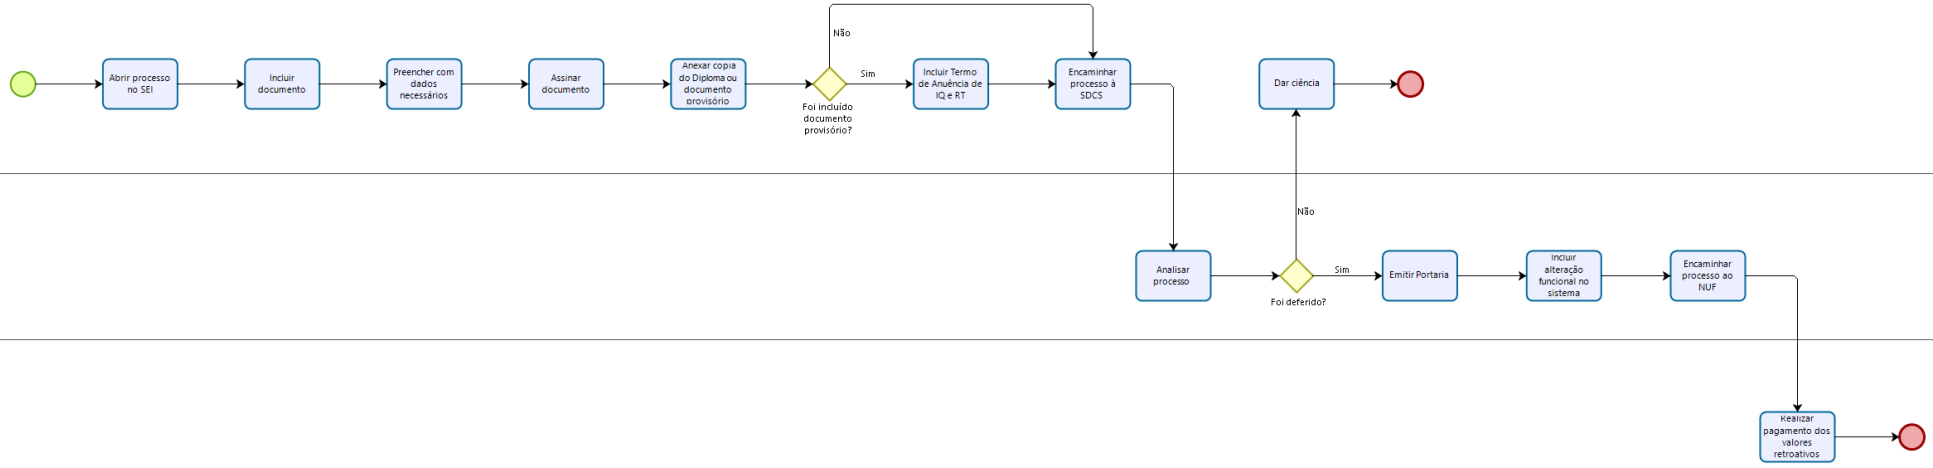 Não
Abrir processo
no SEI
Incluir
documento
Preencher com
dados
necessários
Assinar
documento
Anexar copia
do Diploma ou
documento
provisório
Sim
Foi incluído
documento
provisório?
Incluir Termo
de Anuência de
IQ e RT
Encaminhar
processo à
SDCS
Dar ciência
Não
Analisar
processo
Foi deferido?
Sim
Emitir Portaria
Incluir
alteração
funcional no
sistema
Encaminhar
processo ao
NUF
Realizar
pagamento dos
valores
retroativos